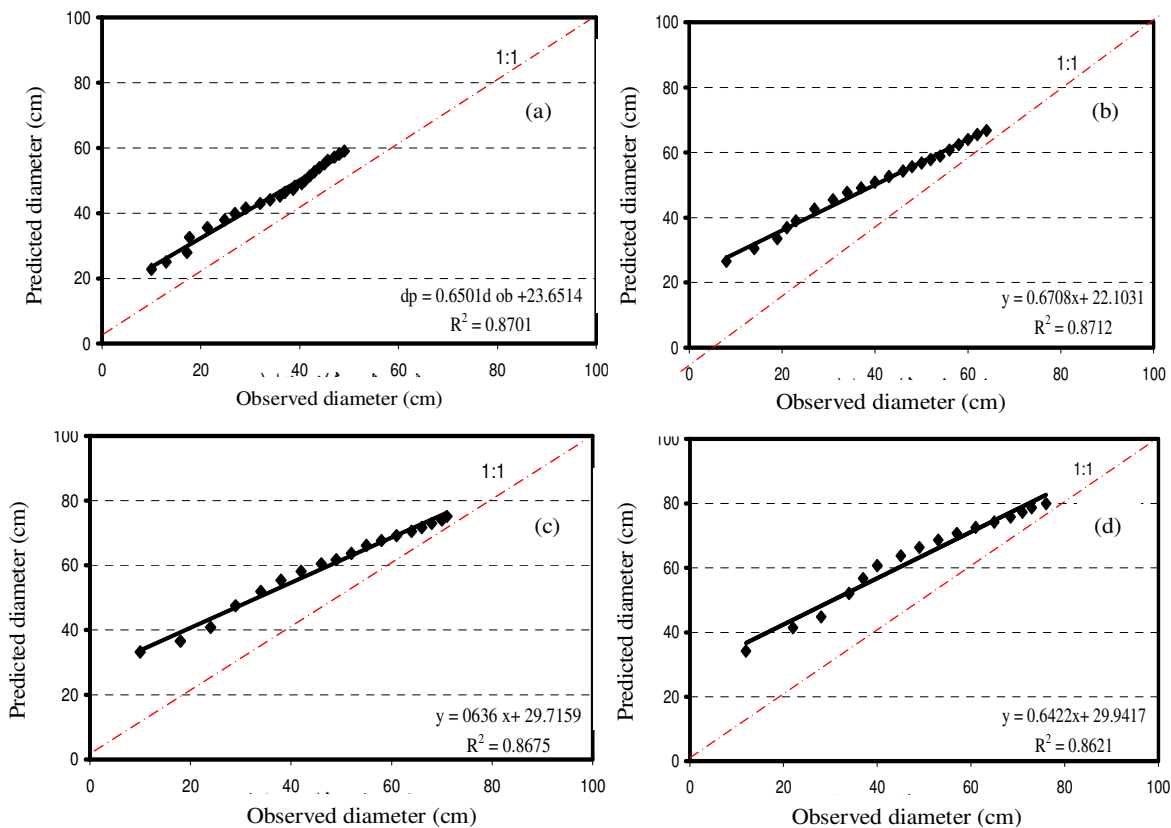 100
80
60
40
20
0
Predicted diameter (cm)
1:1
(a)
dp = 0.6501d ob +23.6514
R² = 0.8701
0 20 40 60 80 100
Observed diameter (cm)
100
80
60
40
20
0
Predicted diameter (cm)
1:1
(b)
y = 0.6708x+ 22.1031
R² = 0.8712
0 20 40 60 80 100
Observed diameter (cm)
100
80
60
40
20
0
Predicted diameter (cm)
1:1
(c)
y = 0636 x+ 29.7159
R² = 0.8675
0 20 40 60 80 100
Observed diameter (cm)
100
80
60
40
20
0
Predicted diameter (cm)
1:1
(d)
y = 0.6422x+ 29.9417
R² = 0.8621
0 20 40 60 80 100
Observed diameter (cm)